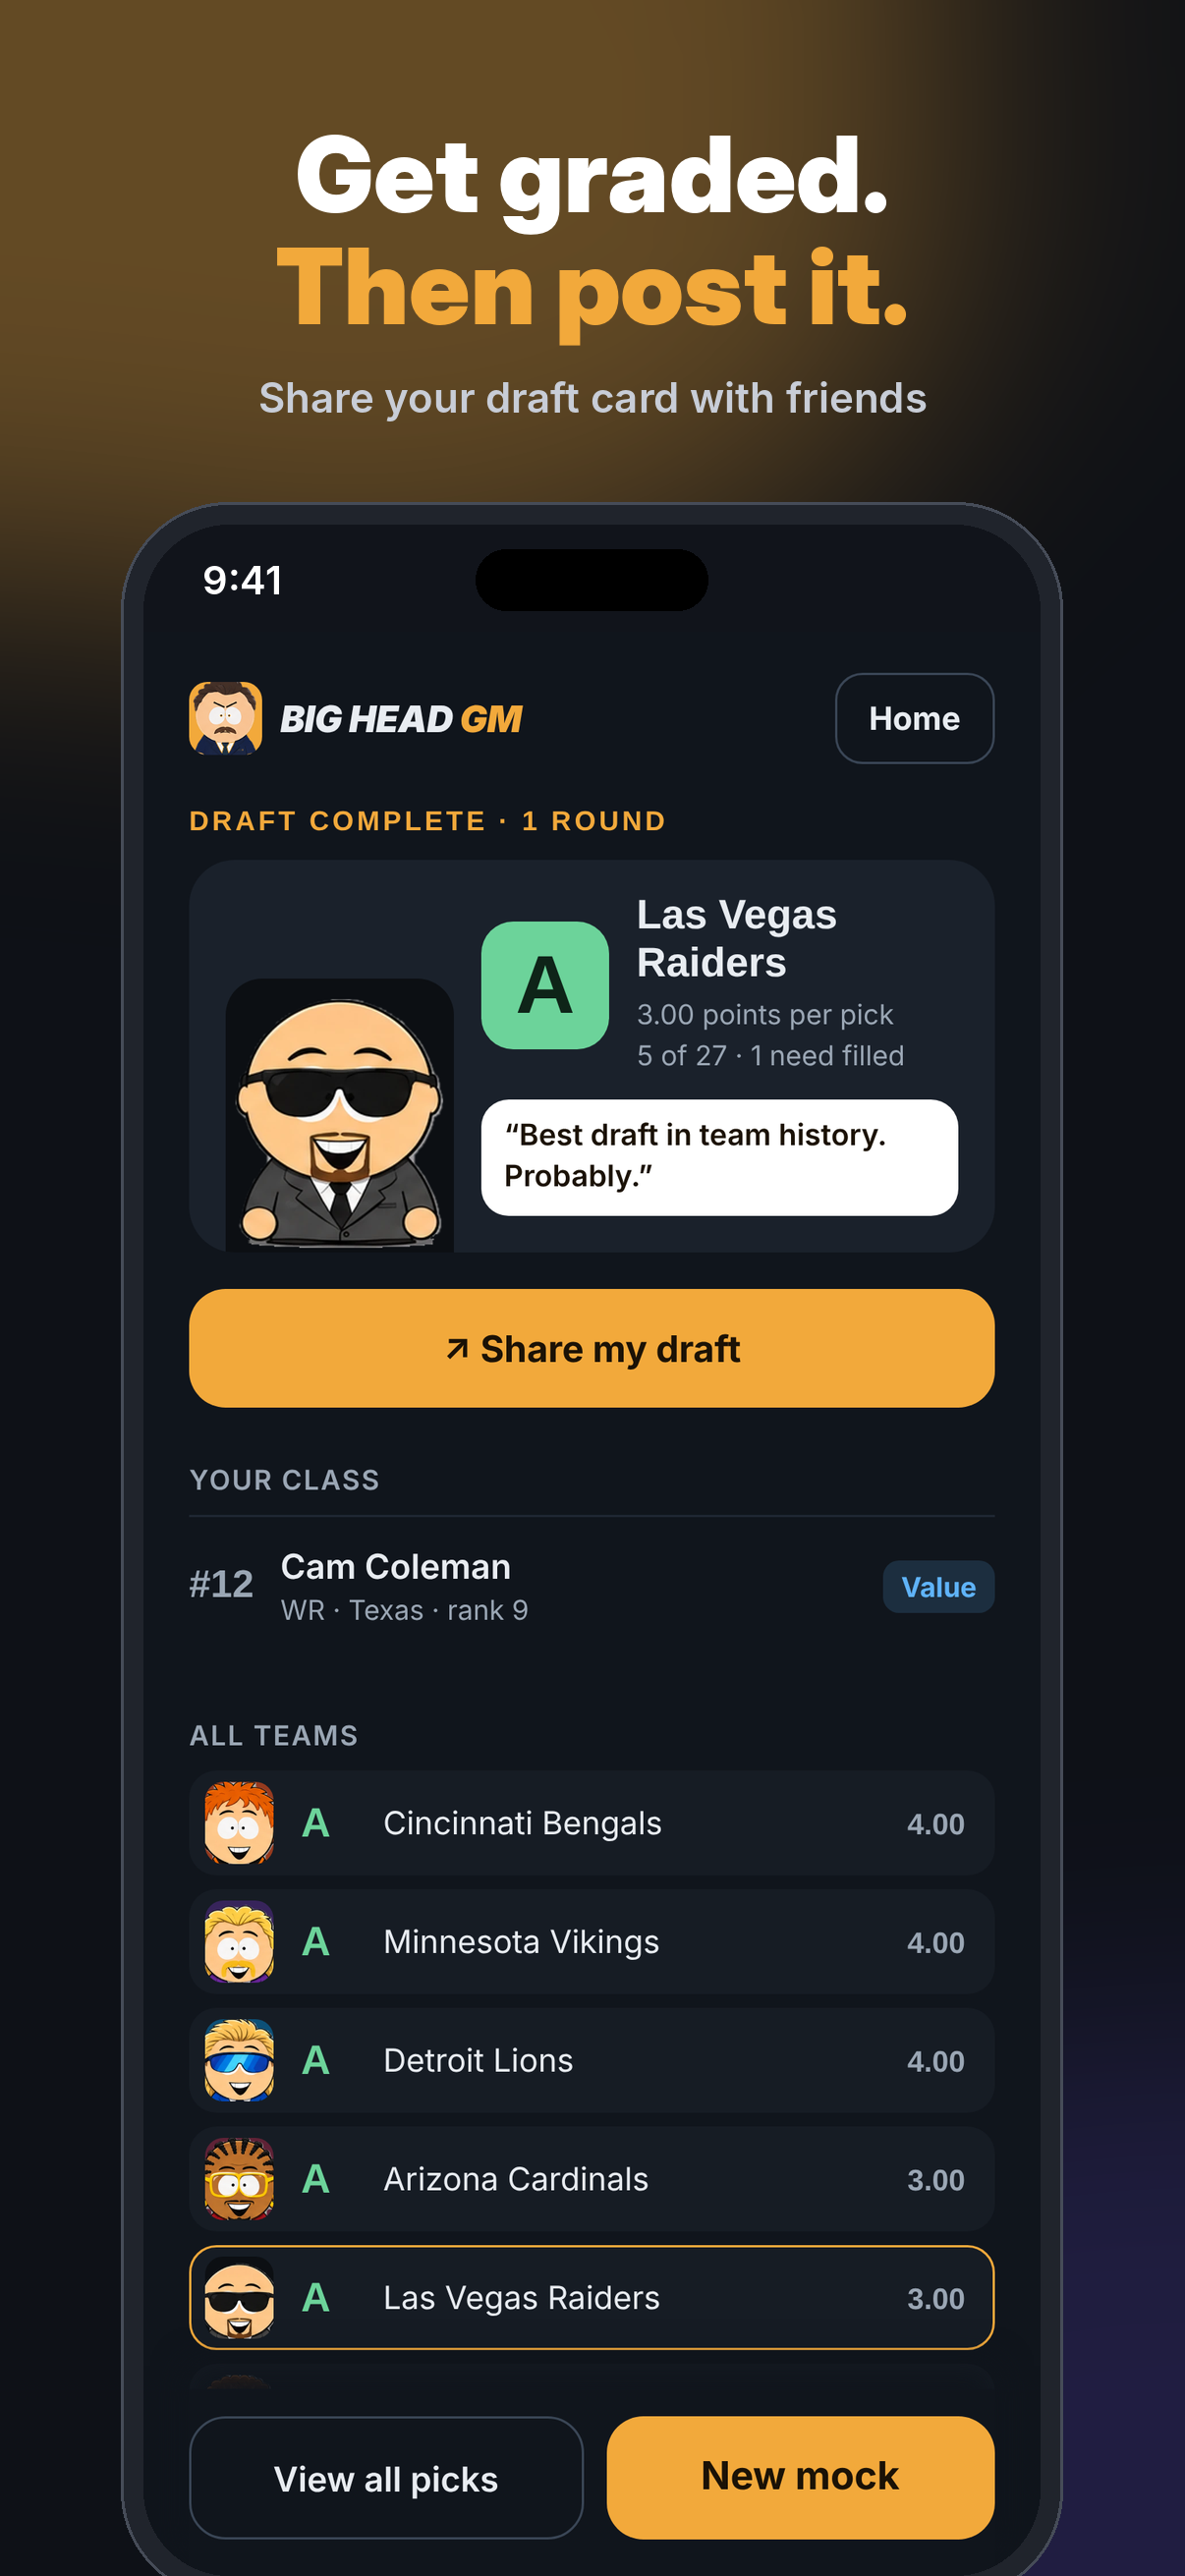 Get graded.
Then post it.
Share your draft card with friends
9:41
BIG HEAD GM
Home
DRAFT COMPLETE · 1 ROUND
A
Las Vegas
Raiders
3.00 points per pick
5 of 27 · 1 need filled
“Best draft in team history.
Probably.”
↗ Share my draft
YOUR CLASS
#12
Cam Coleman
WR · Texas · rank 9
Value
ALL TEAMS
A Cincinnati Bengals 4.00
A Minnesota Vikings 4.00
A Detroit Lions 4.00
A Arizona Cardinals 3.00
A Las Vegas Raiders 3.00
View all picks
New mock